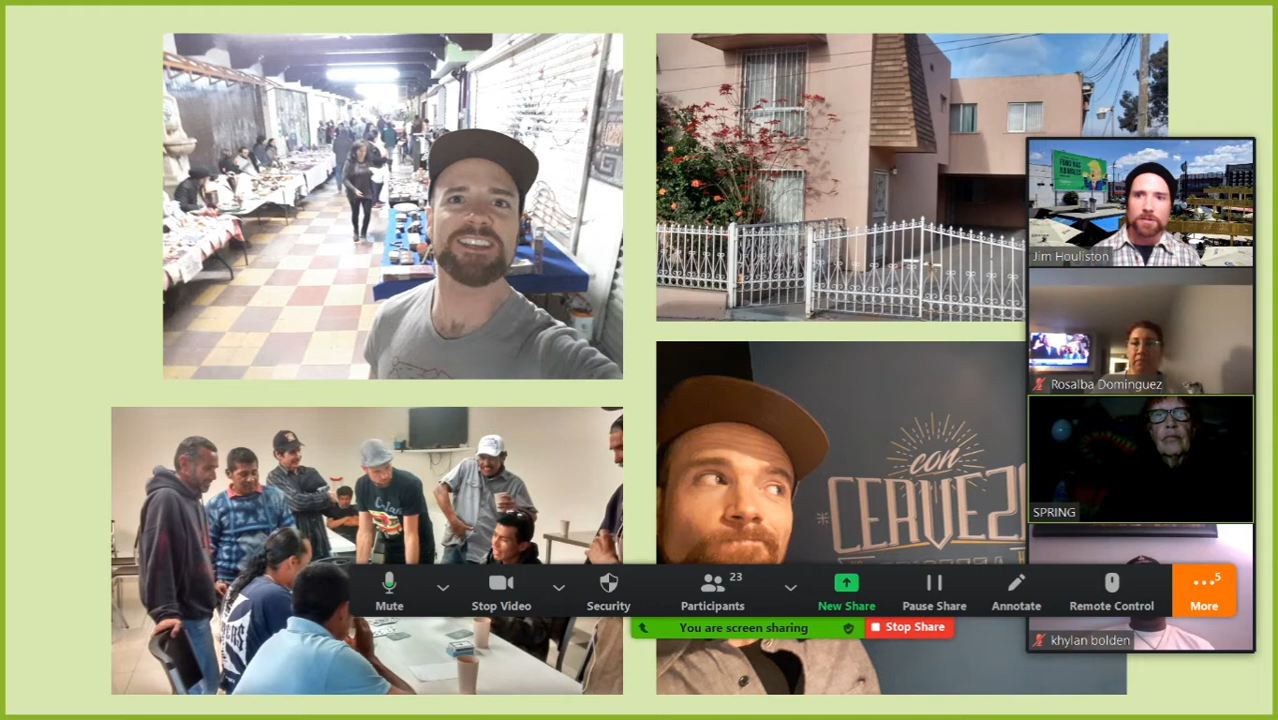 Jim Houliston
Rosalba Dominguez
con
SPRING
23
5
Mute
Stop Video
Security
Participants
New Share
Pause Share
Annotate
Remote Control
More
You are screen sharing
Stop Share
khylan bolden